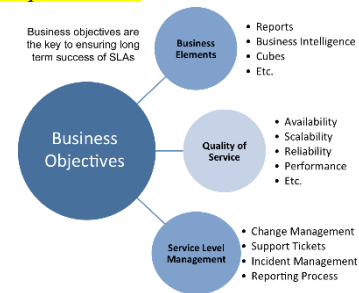 Business objectives are
the key to ensuring long
term success of SLAs
Business
Objectives
Business
Elements
• Reports
• Business Intelligence
• Cubes
• Etc.
Quality of
Service
• Availability
• Scalability
• Reliability
• Performance
• Etc.
Service Level
Management
• Change Management
• Support Tickets
• Incident Management
• Reporting Process